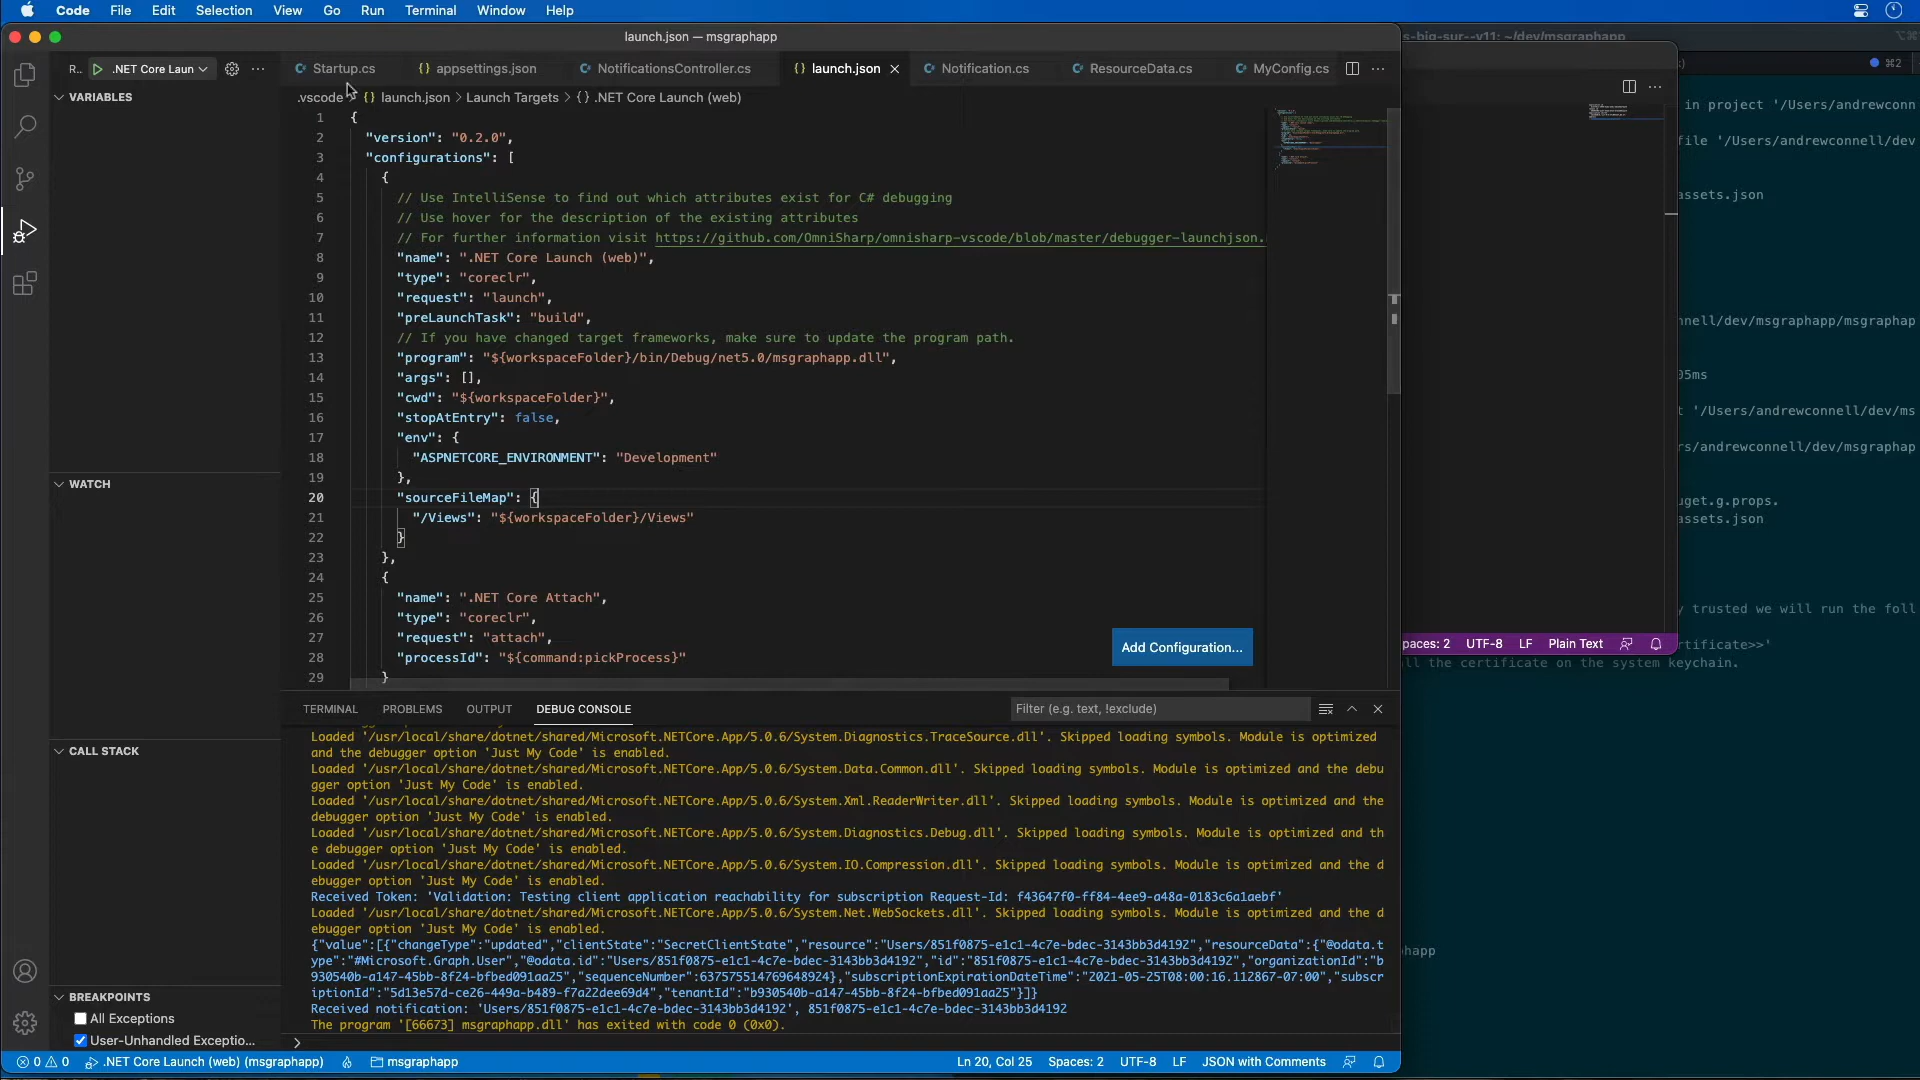 Code File Edit Selection View Go Run Terminal Window Help
launch.json — msgraphapp
s-big-sur--v11: ~/dev/msgraphapp
R.. .NET Core Laun
Startup.cs appsettings.json NotificationsController.cs launch.json Notification.cs ResourceData.cs MyConfig.cs
⌘2
VARIABLES
.vscode > {} launch.json > Launch Targets > {} .NET Core Launch (web)
1 {
2 "version": "0.2.0",
3 "configurations": [
4 {
5 // Use IntelliSense to find out which attributes exist for C# debugging
6 // Use hover for the description of the existing attributes
7 // For further information visit https://github.com/OmniSharp/omnisharp-vscode/blob/master/debugger-launchjson.
8 "name": ".NET Core Launch (web)",
9 "type": "coreclr",
10 "request": "launch",
11 "preLaunchTask": "build",
12 // If you have changed target frameworks, make sure to update the program path.
13 "program": "${workspaceFolder}/bin/Debug/net5.0/msgraphapp.dll",
14 "args": [],
15 "cwd": "${workspaceFolder}",
16 "stopAtEntry": false,
17 "env": {
18 "ASPNETCORE_ENVIRONMENT": "Development"
19 },
20 "sourceFileMap": {
21 "/Views": "${workspaceFolder}/Views"
22 }
23 },
24 {
25 "name": ".NET Core Attach",
26 "type": "coreclr",
27 "request": "attach",
28 "processId": "${command:pickProcess}"
29 }
Add Configuration...
WATCH
CALL STACK
BREAKPOINTS
All Exceptions
User-Unhandled Exceptio...
TERMINAL PROBLEMS OUTPUT DEBUG CONSOLE
Filter (e.g. text, !exclude)
Loaded '/usr/local/share/dotnet/shared/Microsoft.NETCore.App/5.0.6/System.Diagnostics.TraceSource.dll'. Skipped loading symbols. Module is optimized
and the debugger option 'Just My Code' is enabled.
Loaded '/usr/local/share/dotnet/shared/Microsoft.NETCore.App/5.0.6/System.Data.Common.dll'. Skipped loading symbols. Module is optimized and the debu
gger option 'Just My Code' is enabled.
Loaded '/usr/local/share/dotnet/shared/Microsoft.NETCore.App/5.0.6/System.Xml.ReaderWriter.dll'. Skipped loading symbols. Module is optimized and the
debugger option 'Just My Code' is enabled.
Loaded '/usr/local/share/dotnet/shared/Microsoft.NETCore.App/5.0.6/System.Diagnostics.Debug.dll'. Skipped loading symbols. Module is optimized and th
e debugger option 'Just My Code' is enabled.
Loaded '/usr/local/share/dotnet/shared/Microsoft.NETCore.App/5.0.6/System.IO.Compression.dll'. Skipped loading symbols. Module is optimized and the d
ebugger option 'Just My Code' is enabled.
Received Token: 'Validation: Testing client application reachability for subscription Request-Id: f43647f0-ff84-4ee9-a48a-0183c6a1aebf'
Loaded '/usr/local/share/dotnet/shared/Microsoft.NETCore.App/5.0.6/System.Net.WebSockets.dll'. Skipped loading symbols. Module is optimized and the d
ebugger option 'Just My Code' is enabled.
{"value":[{"changeType":"updated","clientState":"SecretClientState","resource":"Users/851f0875-e1c1-4c7e-bdec-3143bb3d4192","resourceData":{"@odata.t
ype":"#Microsoft.Graph.User","@odata.id":"Users/851f0875-e1c1-4c7e-bdec-3143bb3d4192","id":"851f0875-e1c1-4c7e-bdec-3143bb3d4192","organizationId":"b
930540b-a147-45bb-8f24-bfbed091aa25","sequenceNumber":637575514769648924},"subscriptionExpirationDateTime":"2021-05-25T08:00:16.112867-07:00","subscr
iptionId":"5d13e57d-ce26-449a-b489-f7a22dee69d4","tenantId":"b930540b-a147-45bb-8f24-bfbed091aa25"}]}
Received notification: 'Users/851f0875-e1c1-4c7e-bdec-3143bb3d4192', 851f0875-e1c1-4c7e-bdec-3143bb3d4192
The program '[66673] msgraphapp.dll' has exited with code 0 (0x0).
0 0 .NET Core Launch (web) (msgraphapp) msgraphapp
Ln 20, Col 25 Spaces: 2 UTF-8 LF JSON with Comments
paces: 2 UTF-8 LF Plain Text
in project '/Users/andrewconn
file '/Users/andrewconnell/dev
assets.json
nnell/dev/msgraphapp/msgraphap
05ms
t '/Users/andrewconnell/dev/ms
rs/andrewconnell/dev/msgraphap
uget.g.props.
assets.json
y trusted we will run the foll
rtificate>>'
ll the certificate on the system keychain.
happ